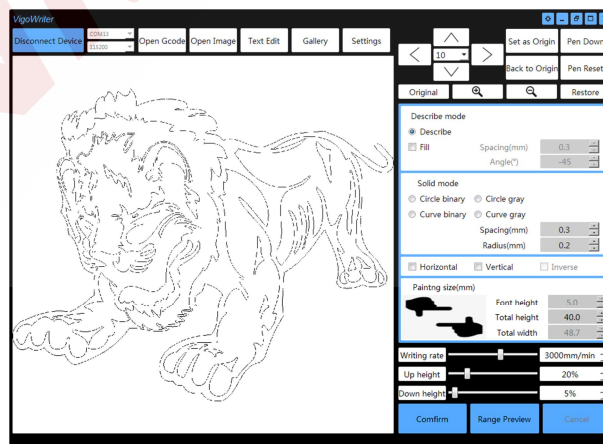 VigoWriter
Disconnect Device
COM13
Open Gcode
Open Image
Text Edit
Gallery
Settings
10
Set as Origin
Pen Down
Back to Origin
Pen Reset
Original
Restore
Describe mode
Describe
Fill
Spacing(mm) 0.3
Angle(°) -45
Solid mode
Circle binary
Circle gray
Curve binary
Curve gray
Spacing(mm) 0.3
Radius(mm) 0.2
Horizontal
Vertical
Inverse
Paintng size(mm)
Font height 5.0
Total height 40.0
Total width 48.7
Writing rate 3000mm/min
Up height 20%
Down height 5%
Comfirm
Range Preview
Cancel